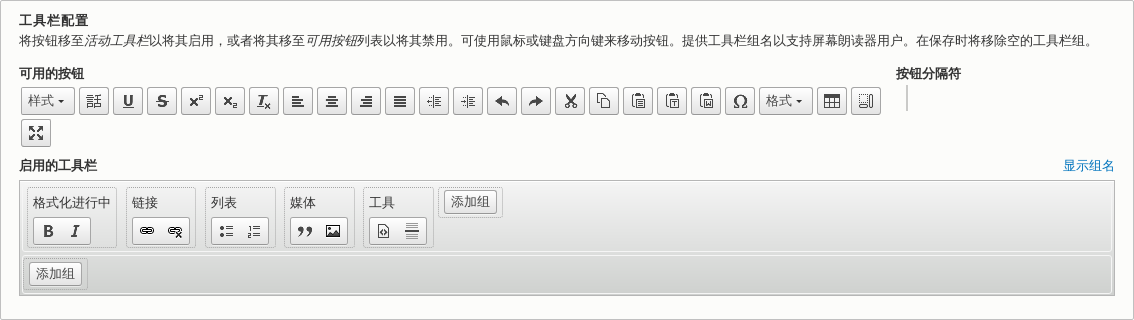 工具栏配置
将按钮移至活动工具栏以将其启用，或者将其移至可用按钮列表以将其禁用。可使用鼠标或键盘方向键来移动按钮。提供工具栏组名以支持屏幕朗读器用户。在保存时将移除空的工具栏组。
可用的按钮 按钮分隔符
样式 格式
启用的工具栏 显示组名
格式化进行中 链接 列表 媒体 工具 添加组
添加组